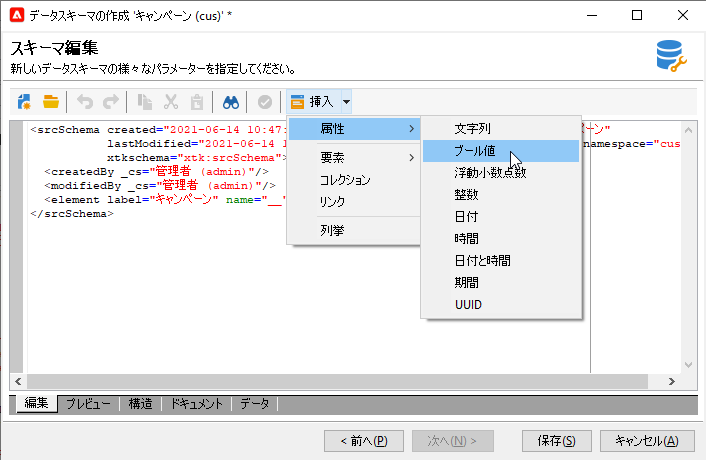 データスキーマの作成 'キャンペーン (cus)' *
スキーマ編集
新しいデータスキーマの様々なパラメーターを指定してください。
挿入
<srcSchema created="2021-06-14 10:47: ーン"
lastModified="2021-06-14 1 namespace="cus
xtkschema="xtk:srcSchema">
<createdBy _cs="管理者 (admin)"/>
<modifiedBy _cs="管理者 (admin)"/>
<element label="キャンペーン" name="__"
</srcSchema>
属性
要素
コレクション
リンク
列挙
文字列
ブール値
浮動小数点数
整数
日付
時間
日付と時間
期間
UUID
編集 プレビュー 構造 ドキュメント データ
< 前へ(P) 次へ(N) > 保存(S) キャンセル(A)